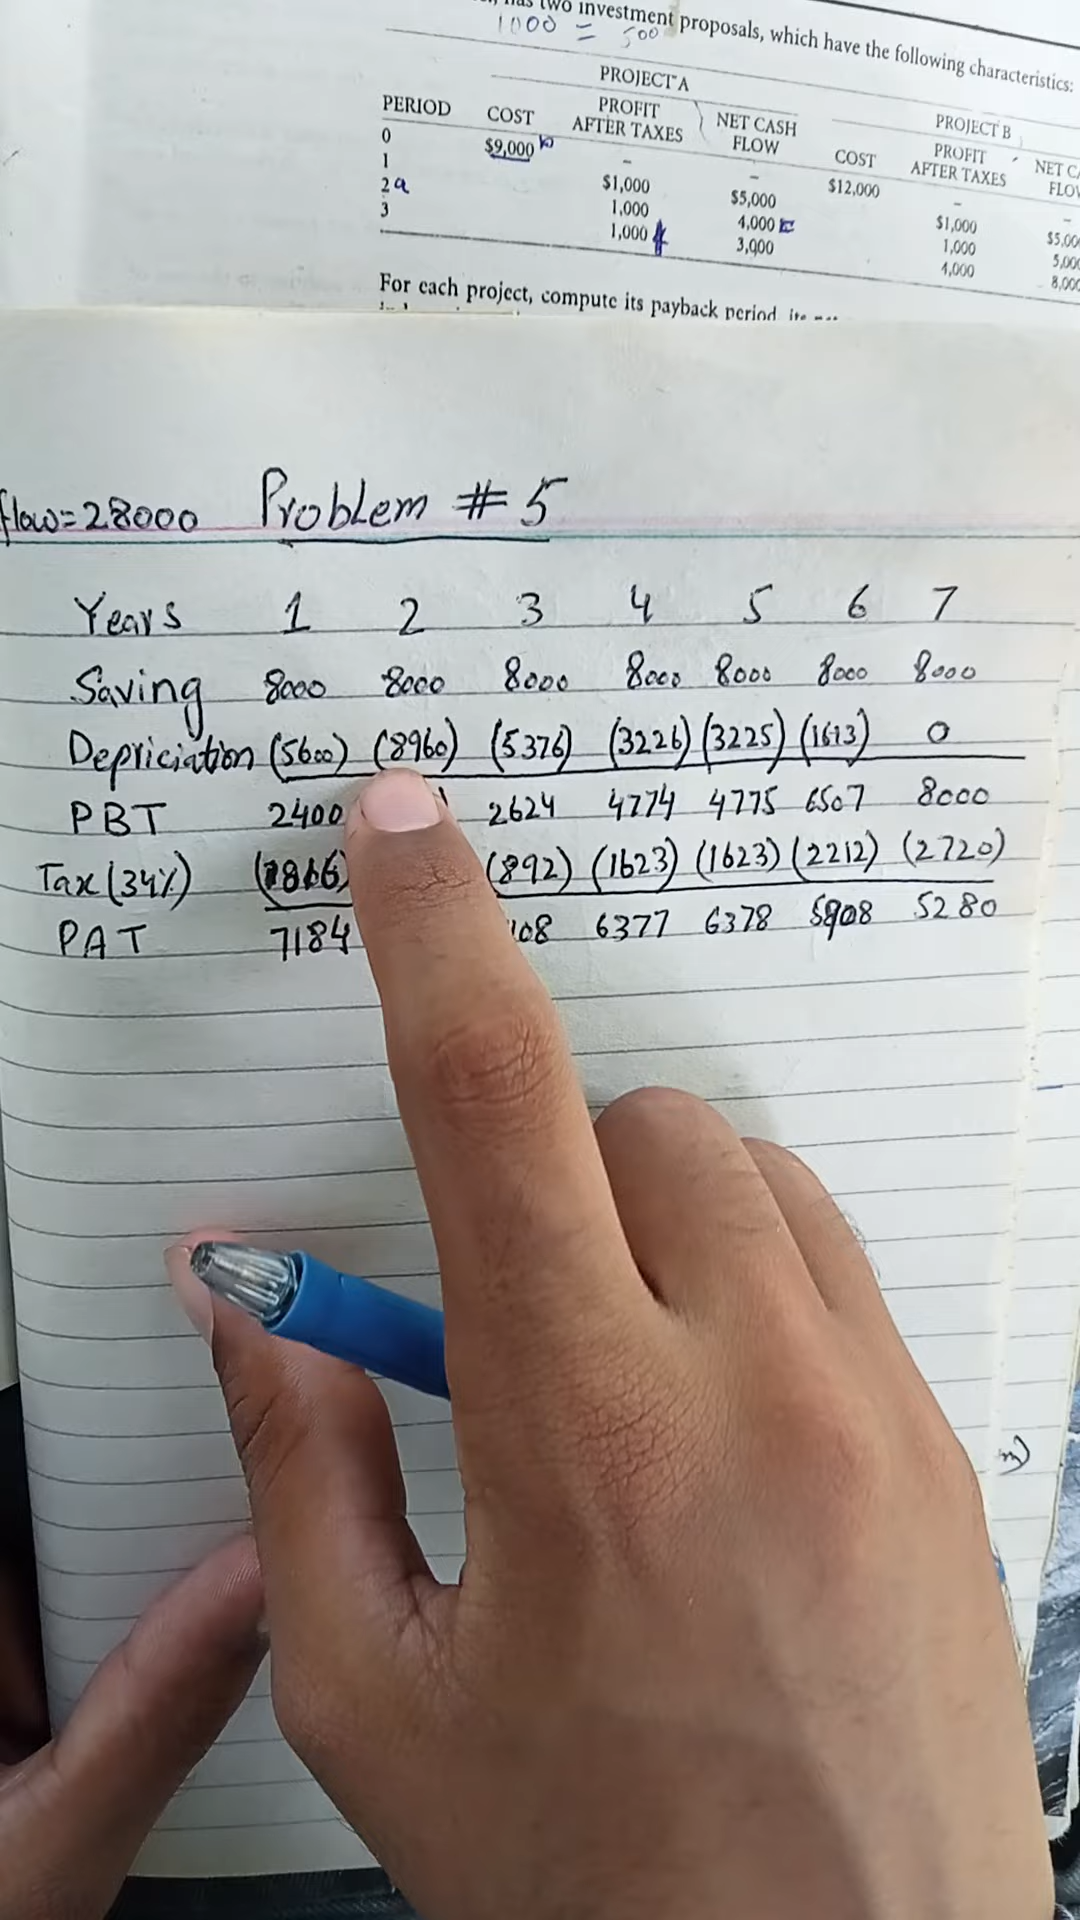 has two investment proposals, which have the following characteristics:
1000 = 500
PROJECT A
PROJECT B
PERIOD COST PROFIT AFTER TAXES NET CASH FLOW COST PROFIT AFTER TAXES
0 $9,000 – – $12,000 – –
1 $1,000 $5,000 $1,000
2 a 1,000 4,000 1,000
3 1,000 3,000 4,000 8,000
For each project, compute its payback period, its
flow=28000 Problem # 5
Years 1 2 3 4 5 6 7
Saving 8000 8000 8000 8000 8000 8000 8000
Depriciation (5600) (8960) (5376) (3226) (3225) (1613) 0
PBT 2400 2624 4774 4775 6507 8000
Tax (34%) (892) (1623) (1623) (2212) (2720)
PAT 7184 108 6377 6378 5908 5280